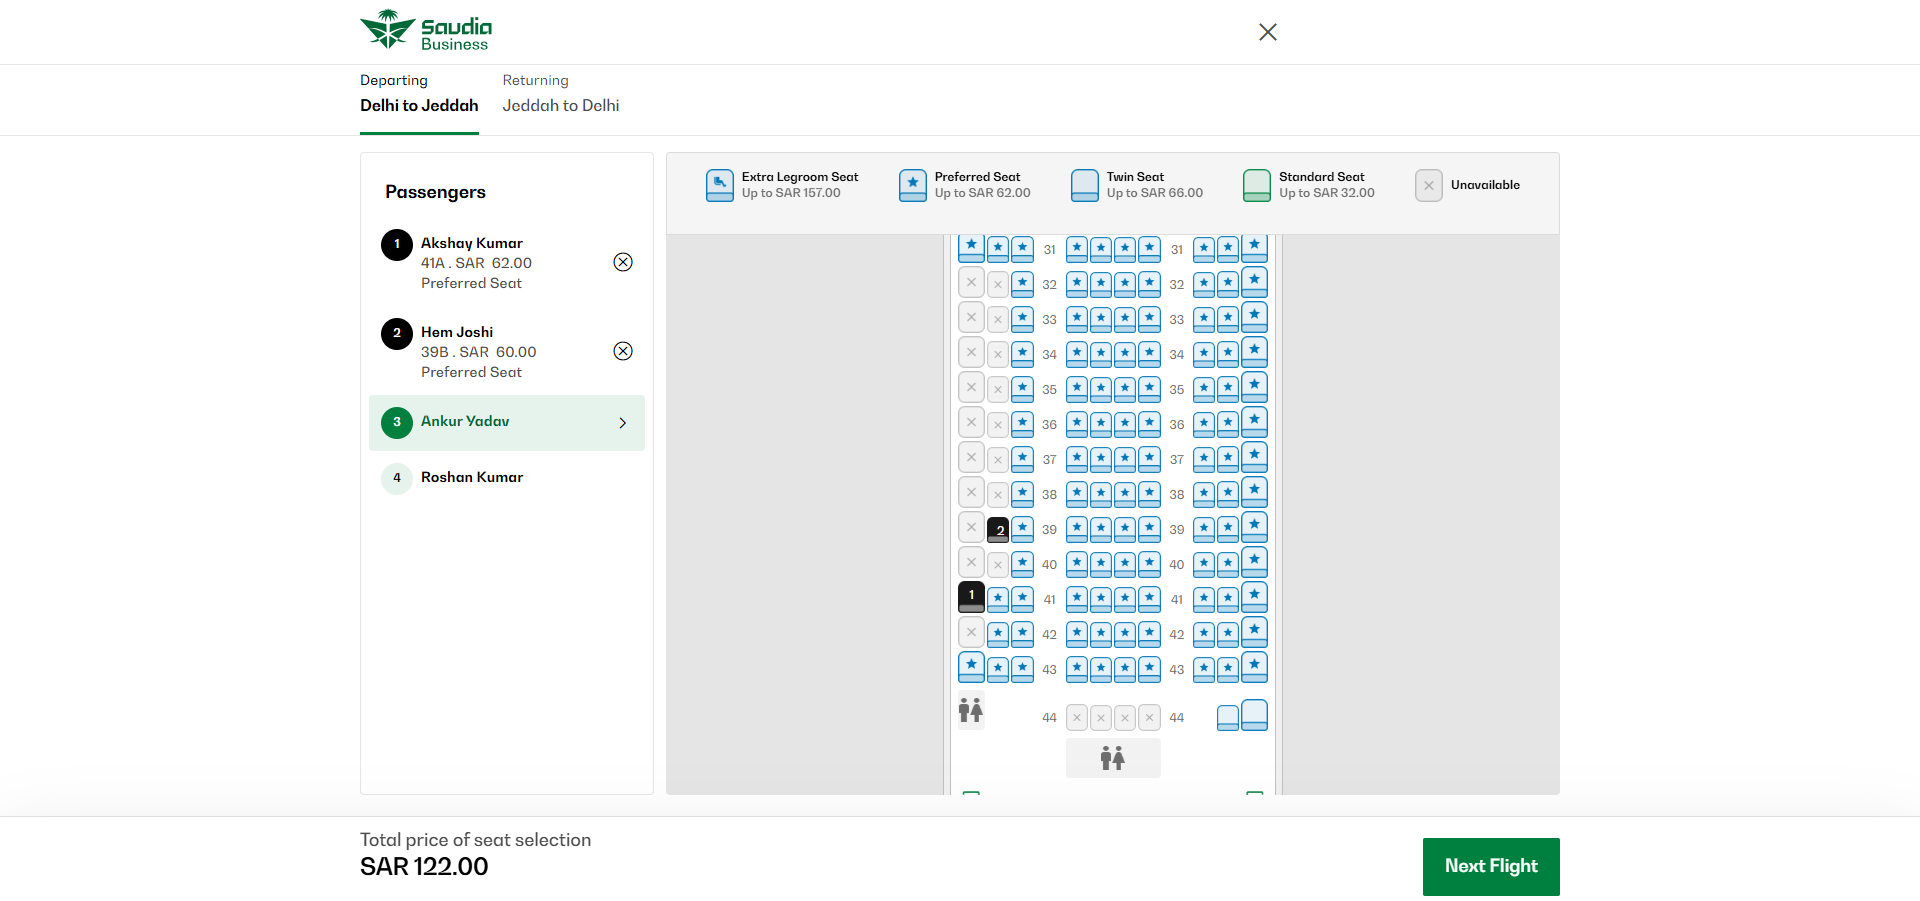 Saudia
Business
Departing
Delhi to Jeddah
Returning
Jeddah to Delhi
Passengers
1
Akshay Kumar
41A . SAR 62.00
Preferred Seat
2
Hem Joshi
39B . SAR 60.00
Preferred Seat
3
Ankur Yadav
4
Roshan Kumar
Extra Legroom Seat
Up to SAR 157.00
Preferred Seat
Up to SAR 62.00
Twin Seat
Up to SAR 66.00
Standard Seat
Up to SAR 32.00
Unavailable
31 31
32 32
33 33
34 34
35 35
36 36
37 37
38 38
2 39 39
40 40
1 41 41
42 42
43 43
44 44
Total price of seat selection
SAR 122.00
Next Flight